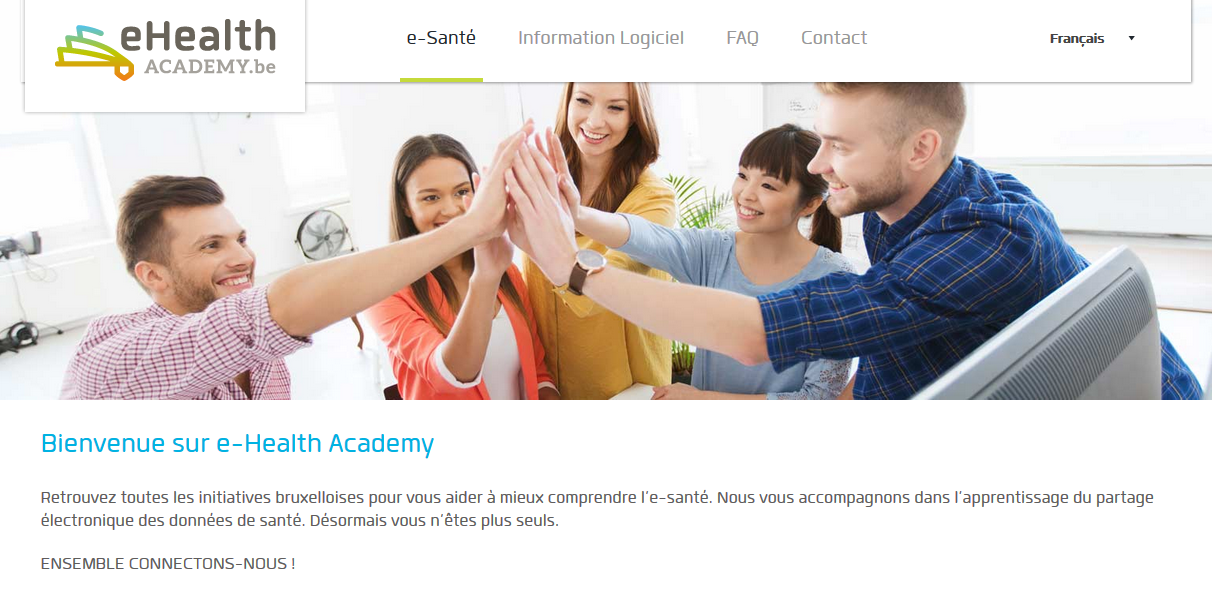 eHealth
ACADEMY.be
e-Santé
Information Logiciel
FAQ
Contact
Français
Bienvenue sur e-Health Academy
Retrouvez toutes les initiatives bruxelloises pour vous aider à mieux comprendre l'e-santé. Nous vous accompagnons dans l'apprentissage du partage
électronique des données de santé. Désormais vous n'êtes plus seuls.
ENSEMBLE CONNECTONS-NOUS !